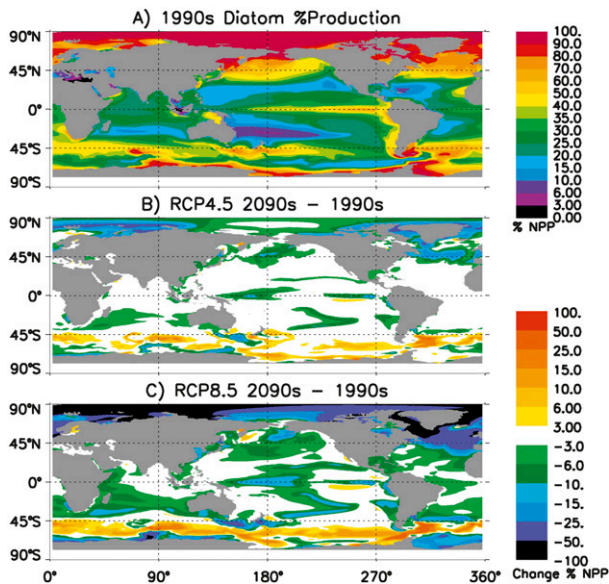 A) 1990s Diatom %Production
90°N
45°N
0°N
45°S
90°S
100.
90.0
80.0
70.0
60.0
50.0
40.0
35.0
30.0
25.0
20.0
15.0
10.0
6.00
3.00
0.00
% NPP
B) RCP4.5 2090s − 1990s
90°N
45°N
0°N
45°S
90°S
C) RCP8.5 2090s − 1990s
90°N
45°N
0°N
45°S
90°S
0°
90°
180°
270°
360°
100.
50.0
25.0
15.0
10.0
6.00
3.00
−3.0
−6.0
−10.
−15.
−25.
−50.
−100
Change % NPP